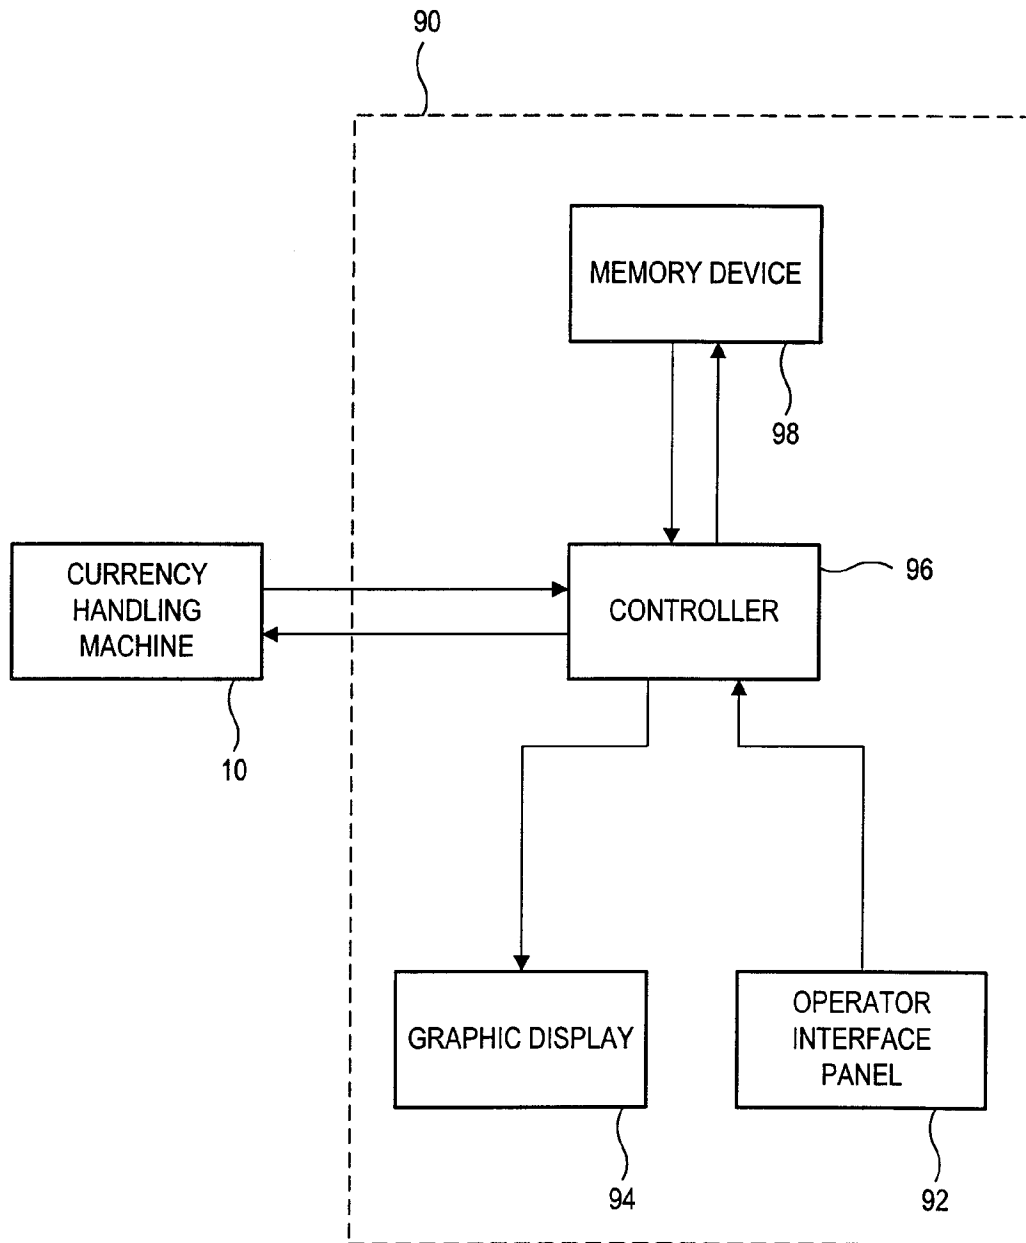 90
MEMORY DEVICE
98
CURRENCY
HANDLING
MACHINE
10
CONTROLLER
96
GRAPHIC DISPLAY
94
OPERATOR
INTERFACE
PANEL
92